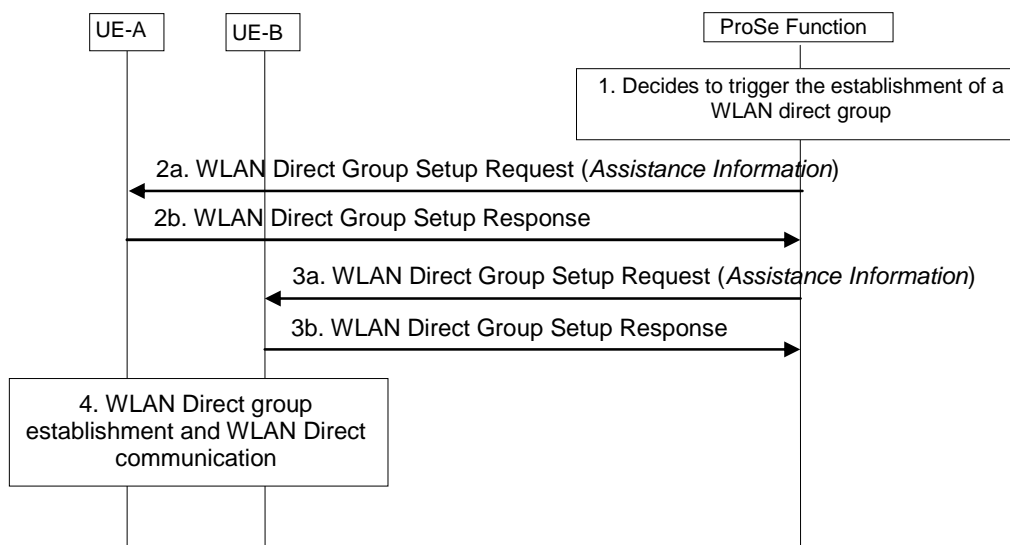 UE-A
UE-B
ProSe Function
1. Decides to trigger the establishment of a
WLAN direct group
2a. WLAN Direct Group Setup Request (Assistance Information)
2b. WLAN Direct Group Setup Response
3a. WLAN Direct Group Setup Request (Assistance Information)
3b. WLAN Direct Group Setup Response
4. WLAN Direct group
establishment and WLAN Direct
communication